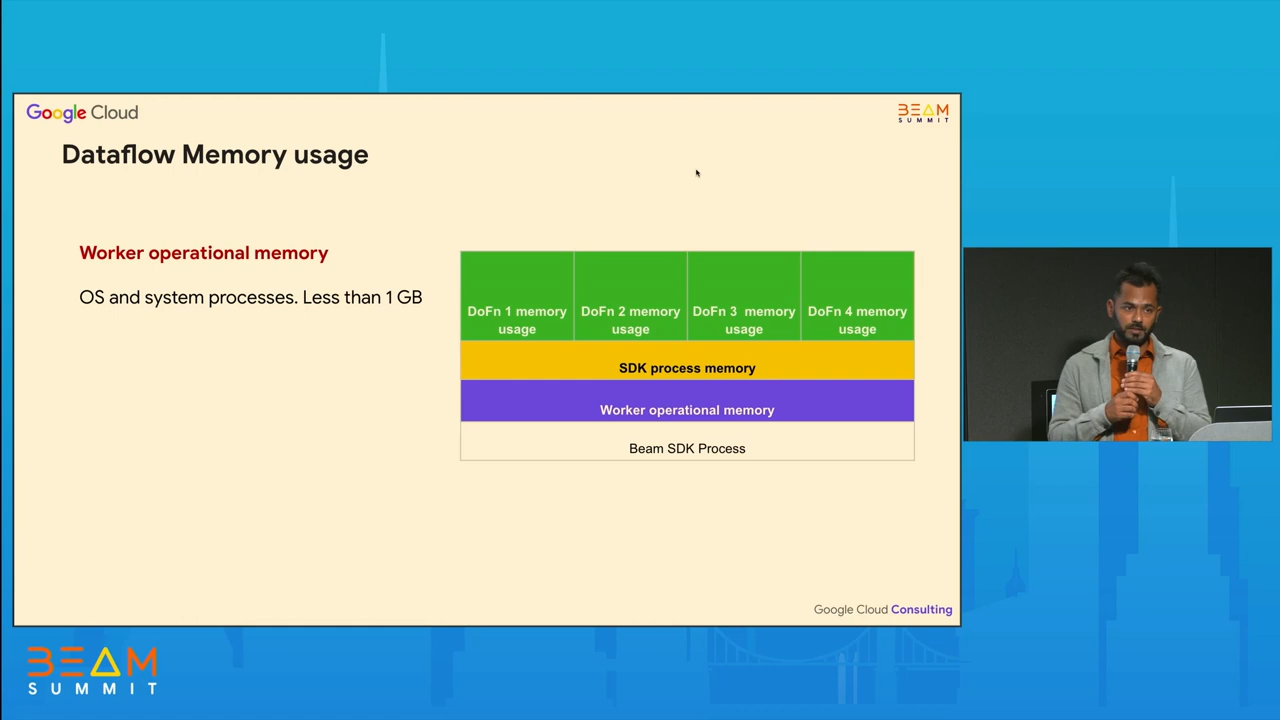 Google Cloud
BEAM
SUMMIT
Dataflow Memory usage
Worker operational memory
OS and system processes. Less than 1 GB
DoFn 1 memory
usage
DoFn 2 memory
usage
DoFn 3 memory
usage
DoFn 4 memory
usage
SDK process memory
Worker operational memory
Beam SDK Process
Google Cloud Consulting
BEAM
SUMMIT